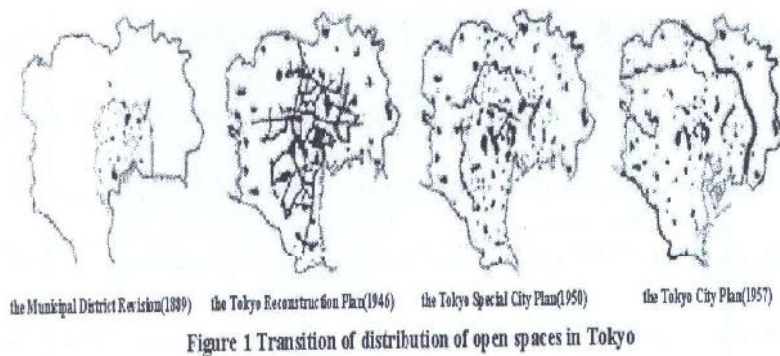 the Municipal District Revision(1889) the Tokyo Reconstruction Plan(1946) the Tokyo Special City Plan(1950) the Tokyo City Plan(1957)
Figure 1 Transition of distribution of open spaces in Tokyo